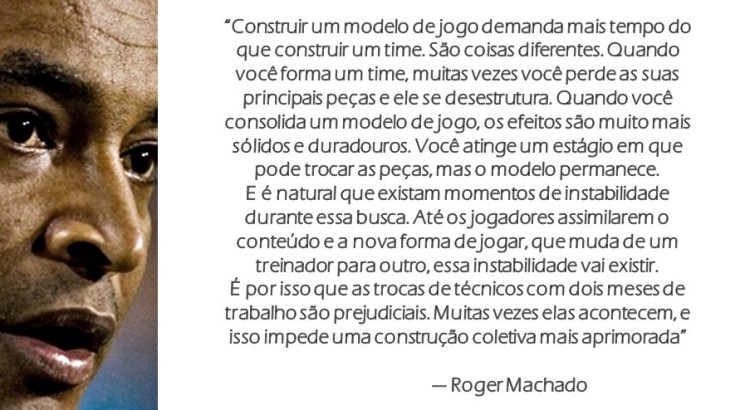 “Construir um modelo de jogo demanda mais tempo do
que construir um time. São coisas diferentes. Quando
você forma um time, muitas vezes você perde as suas
principais peças e ele se desestrutura. Quando você
consolida um modelo de jogo, os efeitos são muito mais
sólidos e duradouros. Você atinge um estágio em que
pode trocar as peças, mas o modelo permanece.
E é natural que existam momentos de instabilidade
durante essa busca. Até os jogadores assimilarem o
conteúdo e a nova forma de jogar, que muda de um
treinador para outro, essa instabilidade vai existir.
É por isso que as trocas de técnicos com dois meses de
trabalho são prejudiciais. Muitas vezes elas acontecem, e
isso impede uma construção coletiva mais aprimorada”
— Roger Machado